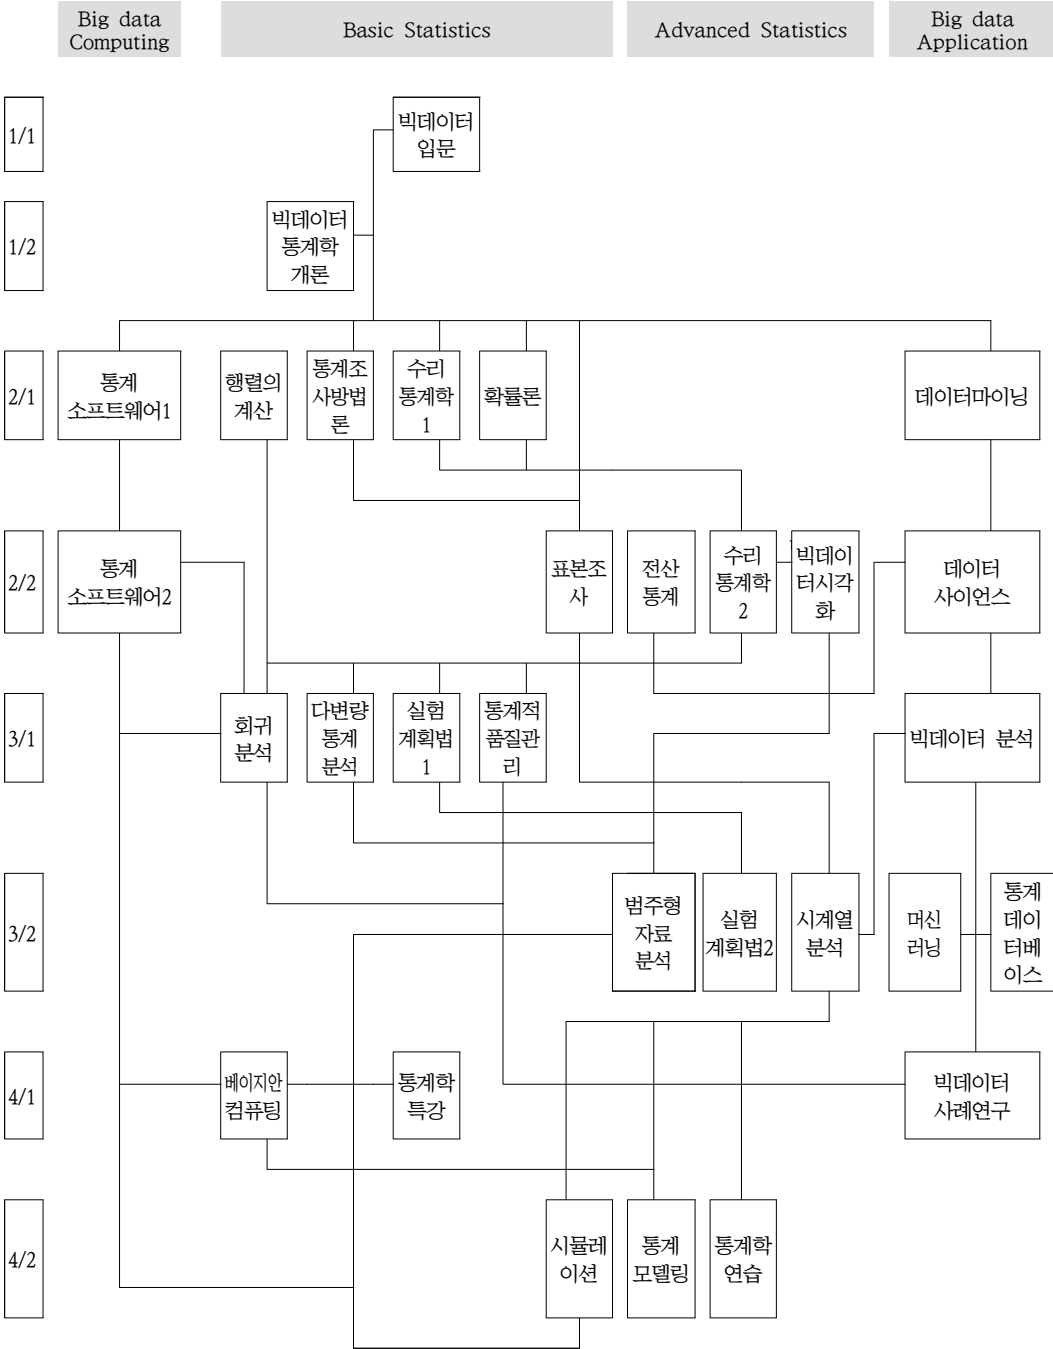 Big data
Computing
Basic Statistics
Advanced Statistics
Big data
Application
1/1
빅데이터
입문
1/2
빅데이터
통계학
개론
2/1
통계
소프트웨어1
행렬의
계산
통계조
사방법
론
수리
통계학
1
확률론
데이터마이닝
2/2
통계
소프트웨어2
표본조
사
전산
통계
수리
통계학
2
빅데이
터시각
화
데이터
사이언스
3/1
회귀
분석
다변량
통계
분석
실험
계획법
1
통계적
품질관
리
빅데이터 분석
3/2
범주형
자료
분석
실험
계획법2
시계열
분석
머신
러닝
통계
데이
터베
이스
4/1
베이지안
컴퓨팅
통계학
특강
빅데이터
사례연구
4/2
시뮬레
이션
통계
모델링
통계학
연습